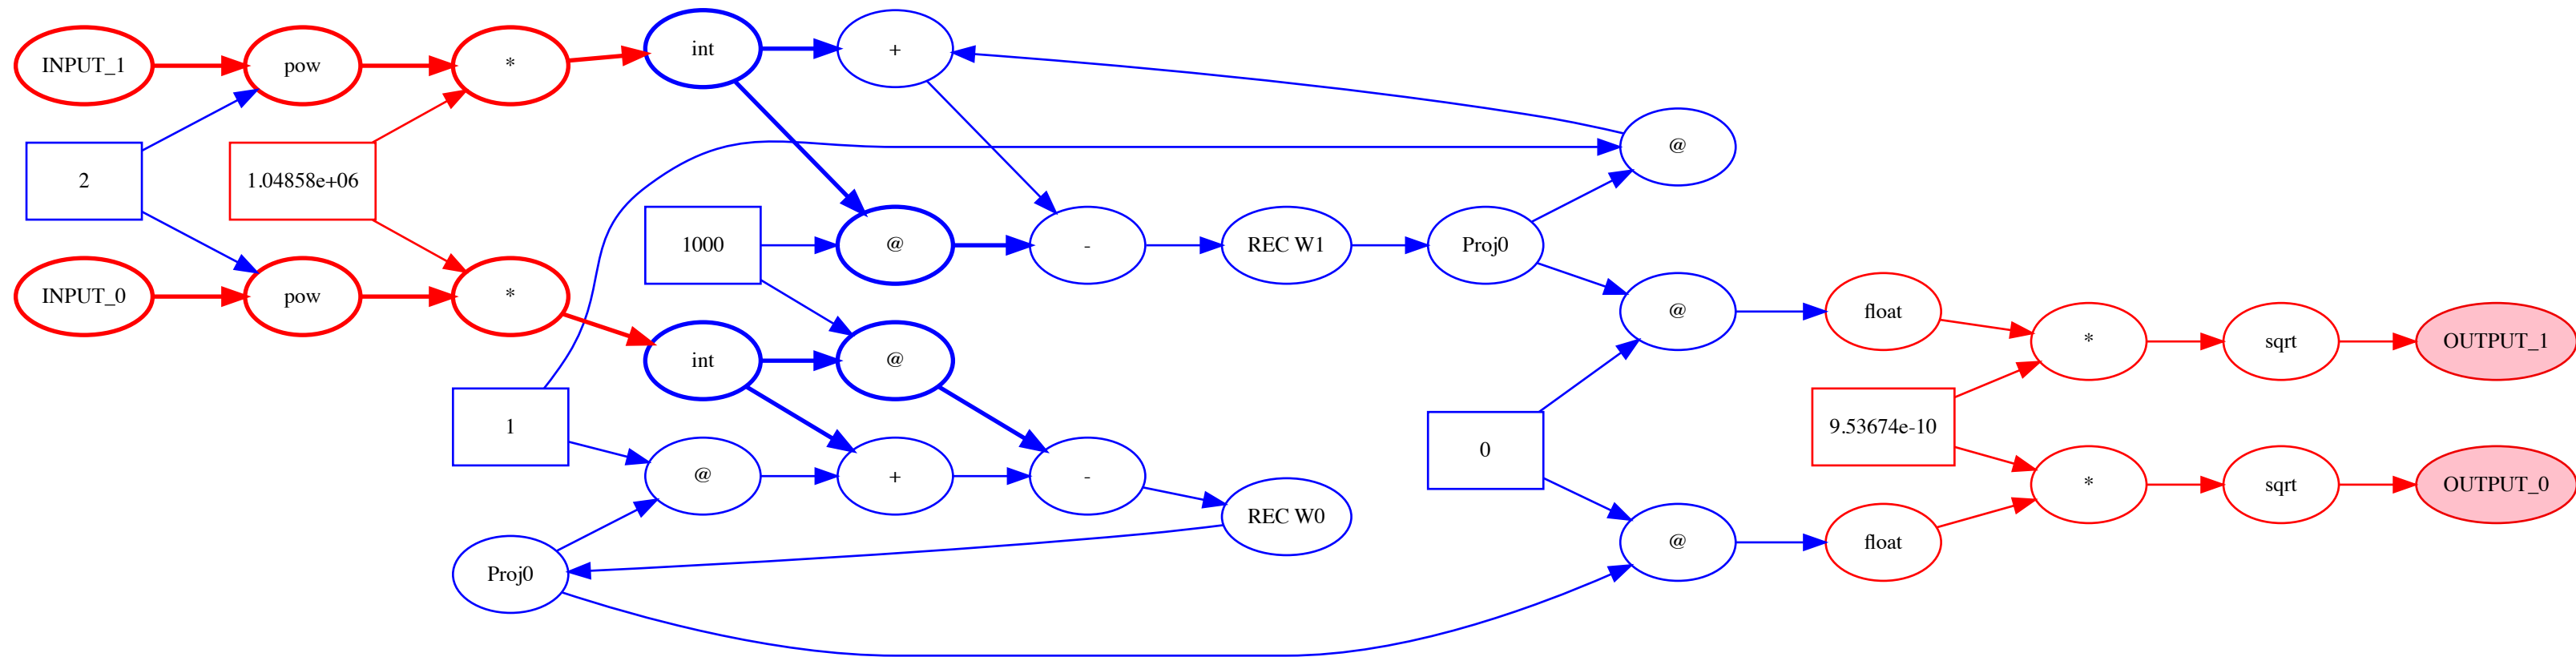 int
+
INPUT_1
pow
*
@
2
1.04858e+06
1000
@
-
REC W1
Proj0
INPUT_0
pow
*
@
float
int
@
*
sqrt
OUTPUT_1
1
9.53674e-10
0
@
+
-
*
sqrt
OUTPUT_0
REC W0
@
float
Proj0